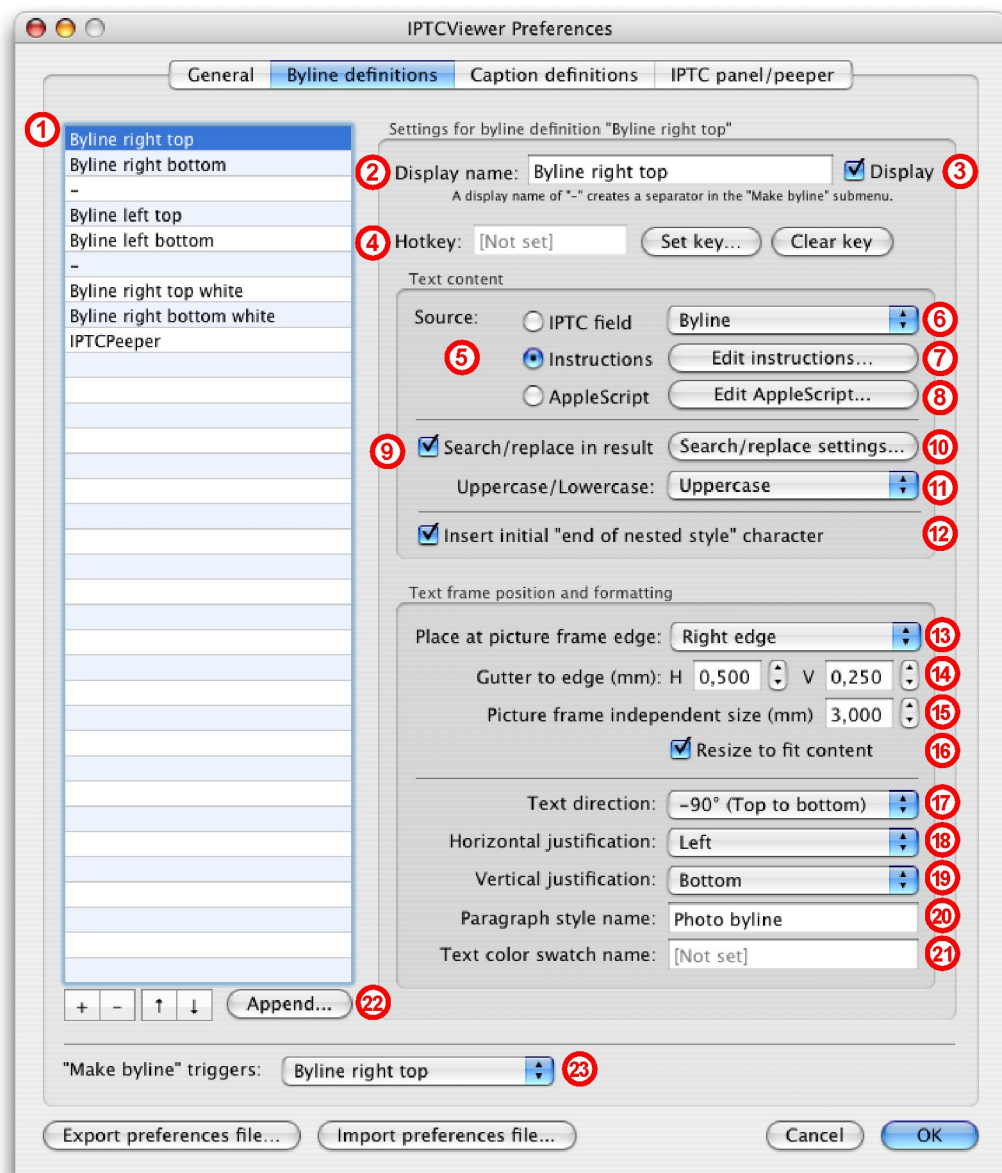 IPTCViewer Preferences
General Byline definitions Caption definitions IPTC panel/peeper
1
Byline right top
Byline right bottom
-
Byline left top
Byline left bottom
-
Byline right top white
Byline right bottom white
IPTCPeeper
+ - ↑ ↓ Append... 22
Settings for byline definition "Byline right top"
2 Display name: Byline right top Display 3
A display name of "-" creates a separator in the "Make byline" submenu.
4 Hotkey: [Not set] Set key... Clear key
Text content
Source: IPTC field Byline 6
5 Instructions Edit instructions... 7
AppleScript Edit AppleScript... 8
9 Search/replace in result Search/replace settings... 10
Uppercase/Lowercase: Uppercase 11
Insert initial "end of nested style" character 12
Text frame position and formatting
Place at picture frame edge: Right edge 13
Gutter to edge (mm): H 0,500 V 0,250 14
Picture frame independent size (mm) 3,000 15
Resize to fit content 16
Text direction: -90° (Top to bottom) 17
Horizontal justification: Left 18
Vertical justification: Bottom 19
Paragraph style name: Photo byline 20
Text color swatch name: [Not set] 21
"Make byline" triggers: Byline right top 23
Export preferences file... Import preferences file... Cancel OK